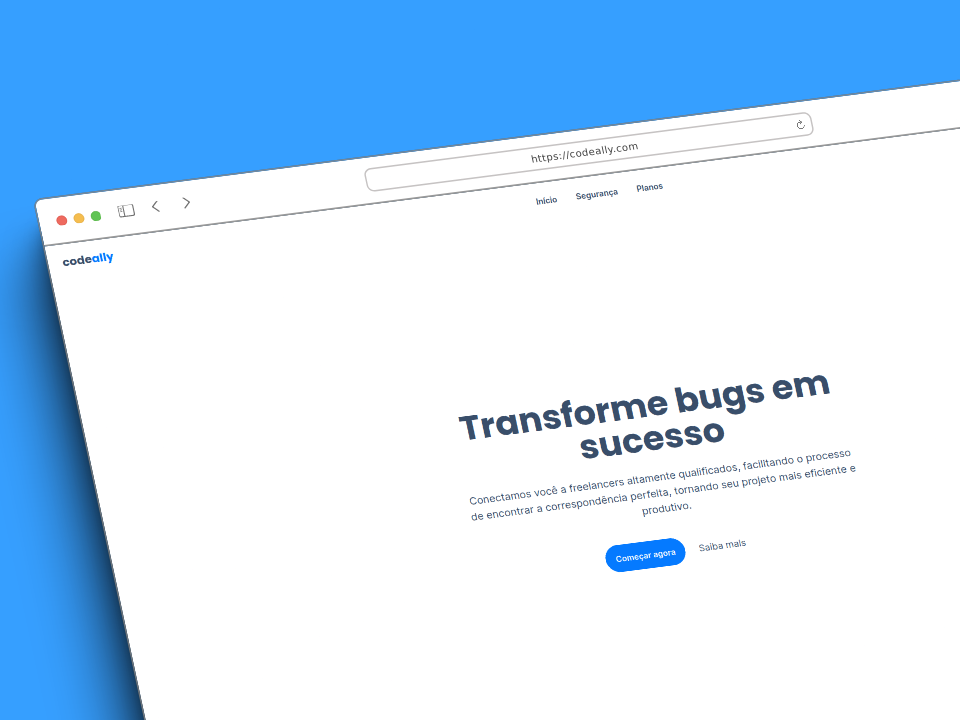 https://codeally.com
Início Segurança Planos
codeally
Transforme bugs em
sucesso
Conectamos você a freelancers altamente qualificados, facilitando o processo
de encontrar a correspondência perfeita, tornando seu projeto mais eficiente e
produtivo.
Começar agora Saiba mais